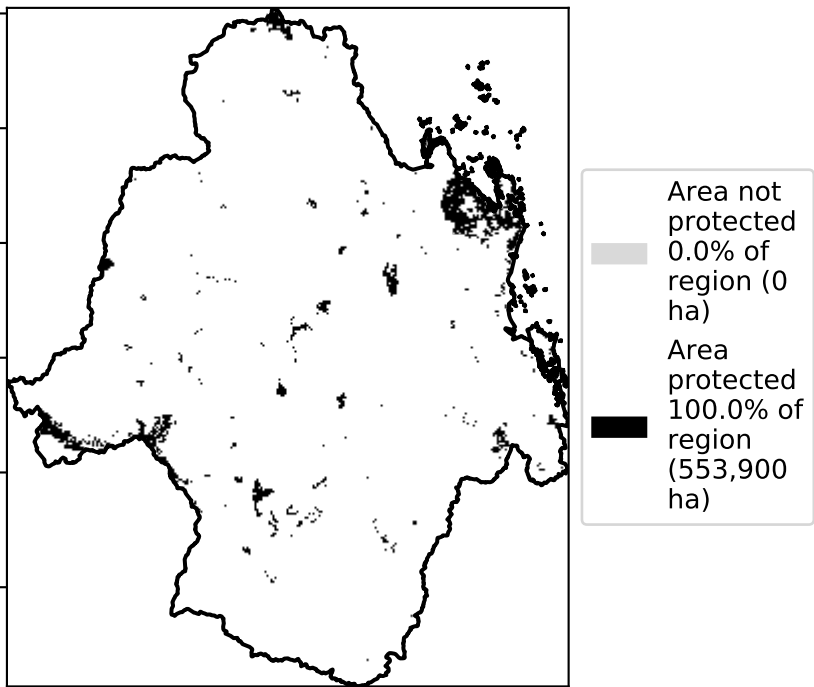 Area not
protected
0.0% of
region (0
ha)
Area
protected
100.0% of
region
(553,900
ha)